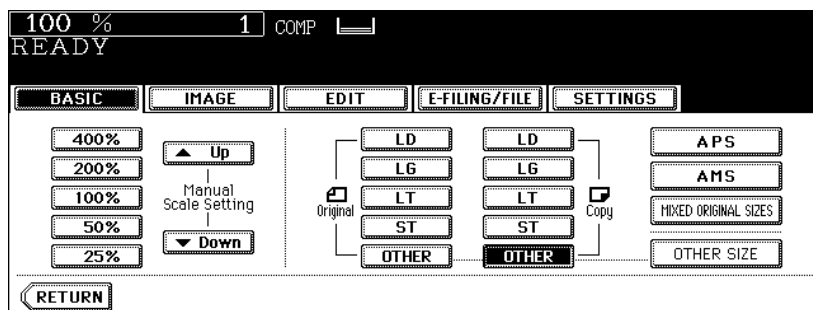 100 % 1 COMP
READY
BASIC IMAGE EDIT E-FILING/FILE SETTINGS
400%
200%
100%
50%
25%
Up
Manual
Scale Setting
Down
Original
LD
LG
LT
ST
OTHER
LD
LG
LT
ST
OTHER
Copy
APS
AMS
MIXED ORIGINAL SIZES
OTHER SIZE
RETURN